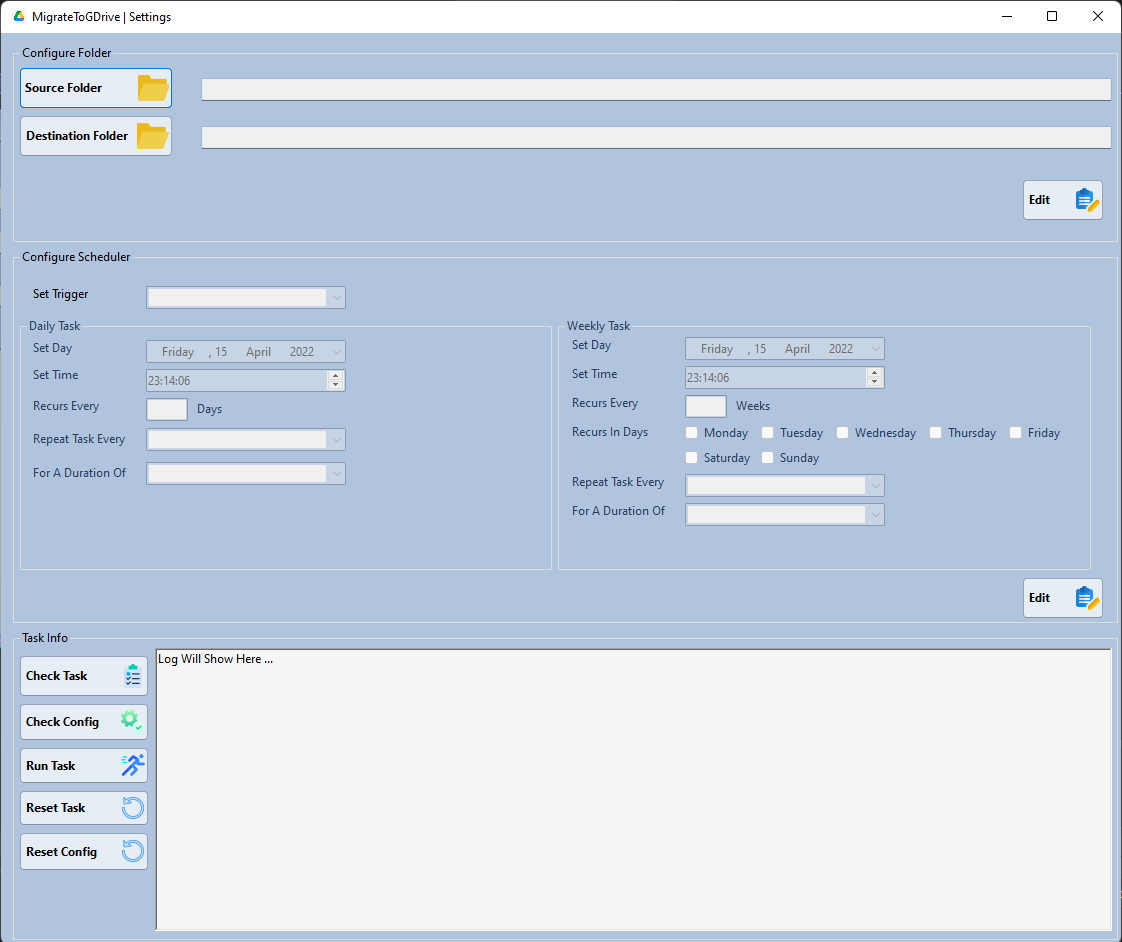 MigrateToGDrive | Settings
Configure Folder
Source Folder
Destination Folder
Edit
Configure Scheduler
Set Trigger
Daily Task
Set Day
Friday , 15 April 2022
Set Time
23:14:06
Recurs Every
Days
Repeat Task Every
For A Duration Of
Weekly Task
Set Day
Friday , 15 April 2022
Set Time
23:14:06
Recurs Every
Weeks
Recurs In Days
Monday Tuesday Wednesday Thursday Friday
Saturday Sunday
Repeat Task Every
For A Duration Of
Edit
Task Info
Check Task
Check Config
Run Task
Reset Task
Reset Config
Log Will Show Here ...